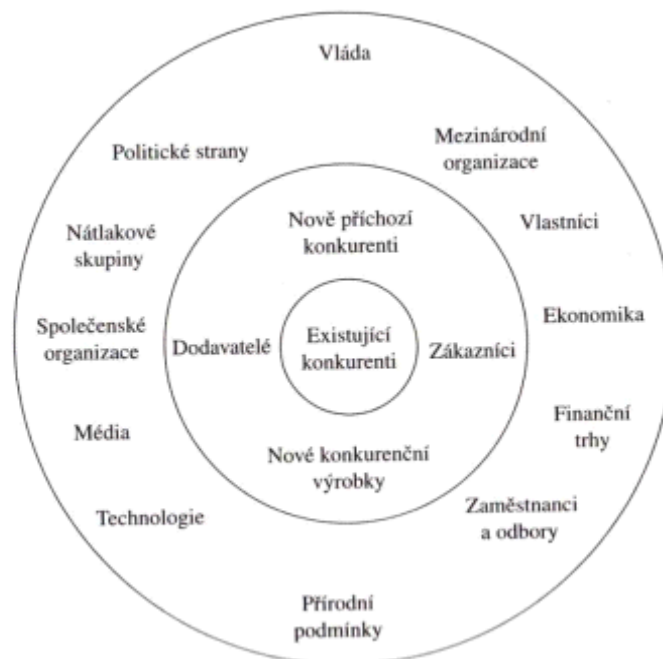 Vláda
Politické strany
Mezinárodní
organizace
Nátlakové
skupiny
Nově příchozí
konkurenti
Vlastníci
Společenské
organizace
Dodavatelé
Existující
konkurenti
Zákazníci
Ekonomika
Média
Nové konkurenční
výrobky
Finanční
trhy
Technologie
Zaměstnanci
a odbory
Přírodní
podmínky